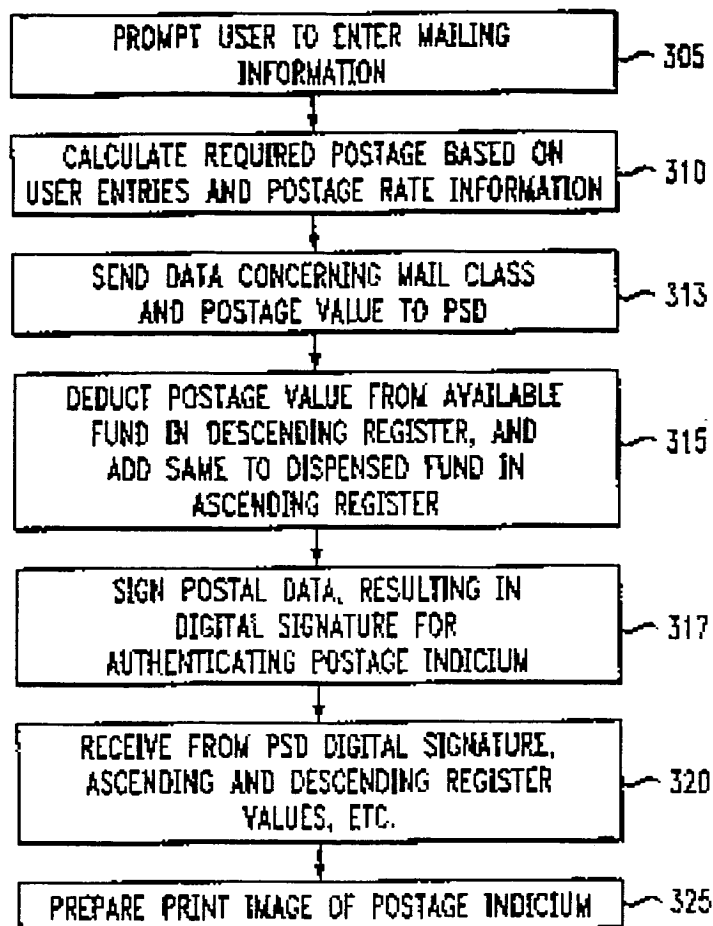 PROMPT USER TO ENTER MAILING
INFORMATION
305
CALCULATE REQUIRED POSTAGE BASED ON
USER ENTRIES AND POSTAGE RATE INFORMATION
310
SEND DATA CONCERNING MAIL CLASS
AND POSTAGE VALUE TO PSD
313
DEDUCT POSTAGE VALUE FROM AVAILABLE
FUND IN DESCENDING REGISTER, AND
ADD SAME TO DISPENSED FUND IN
ASCENDING REGISTER
315
SIGN POSTAL DATA, RESULTING IN
DIGITAL SIGNATURE FOR
AUTHENTICATING POSTAGE INDICIUM
317
RECEIVE FROM PSD DIGITAL SIGNATURE,
ASCENDING AND DESCENDING REGISTER
VALUES, ETC.
320
PREPARE PRINT IMAGE OF POSTAGE INDICIUM
325